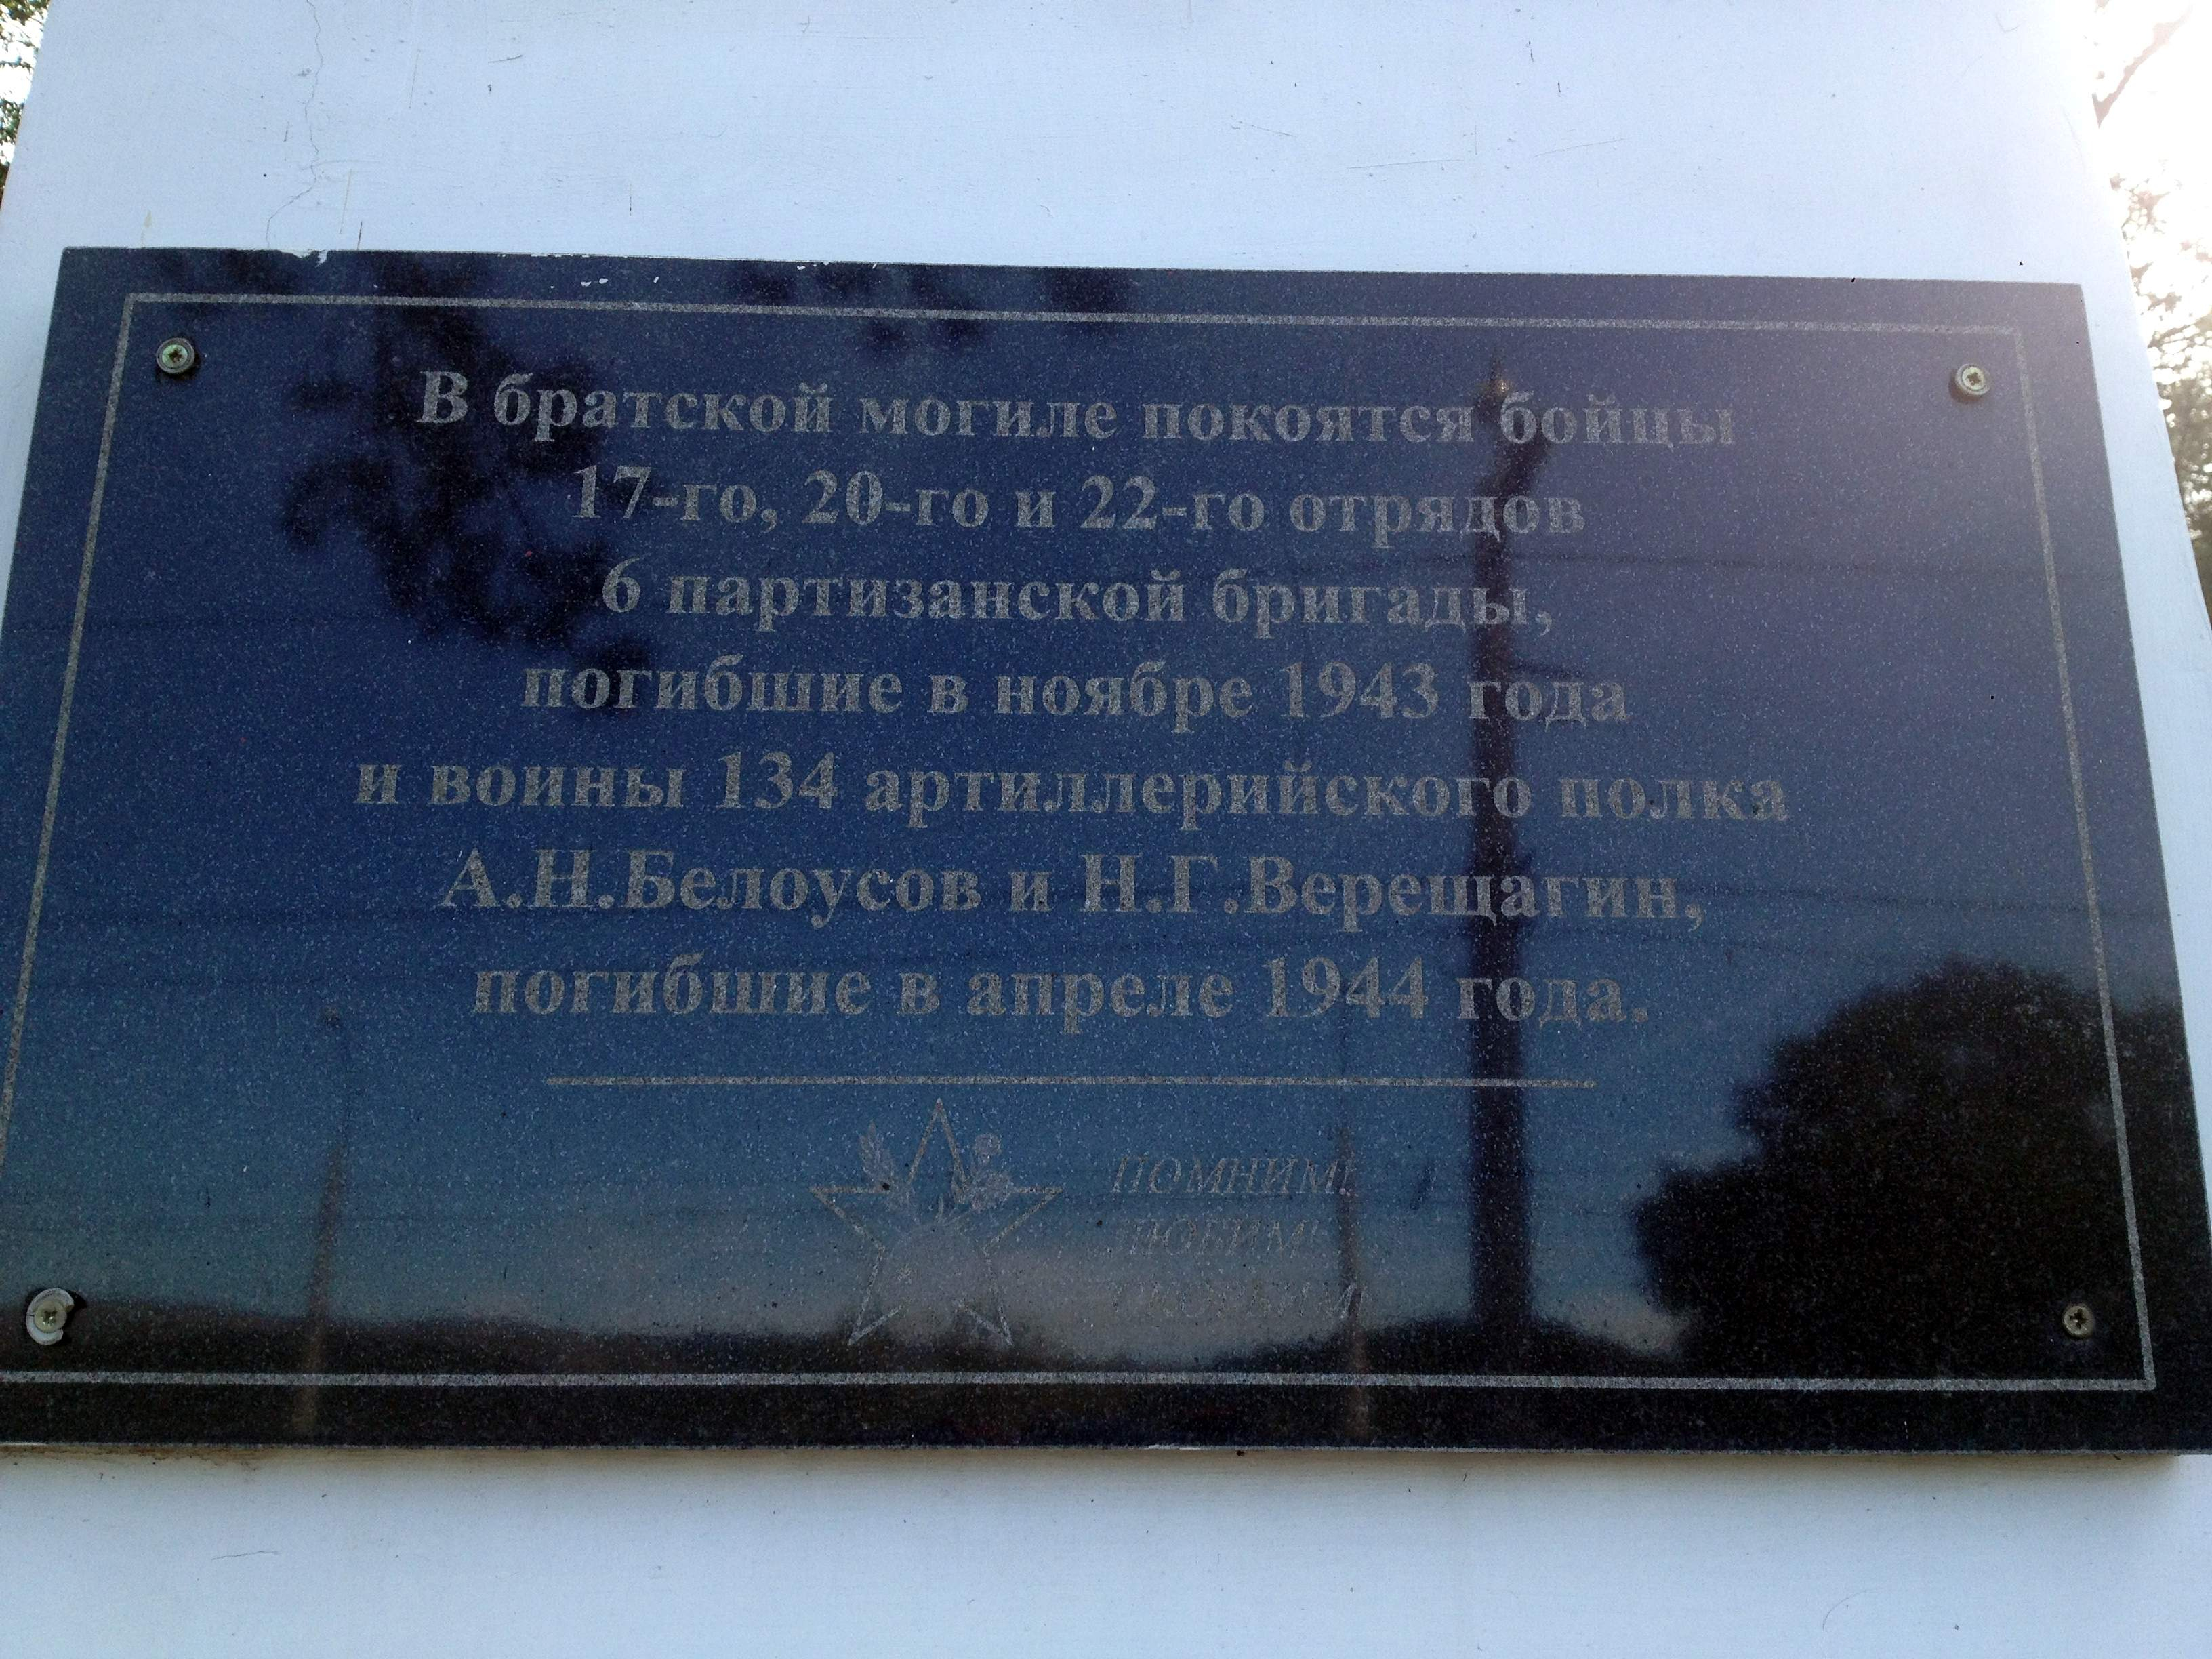 В братской могиле покоятся бойцы
17-го, 20-го и 22-го отрядов
6 партизанской бригады,
погибшие в ноябре 1943 года
и воины 134 артиллерийского полка
А.Н.Белоусов и Н.Г.Верещагин,
погибшие в апреле 1944 года.
ПОМНИМ!
ЛЮБИМ!